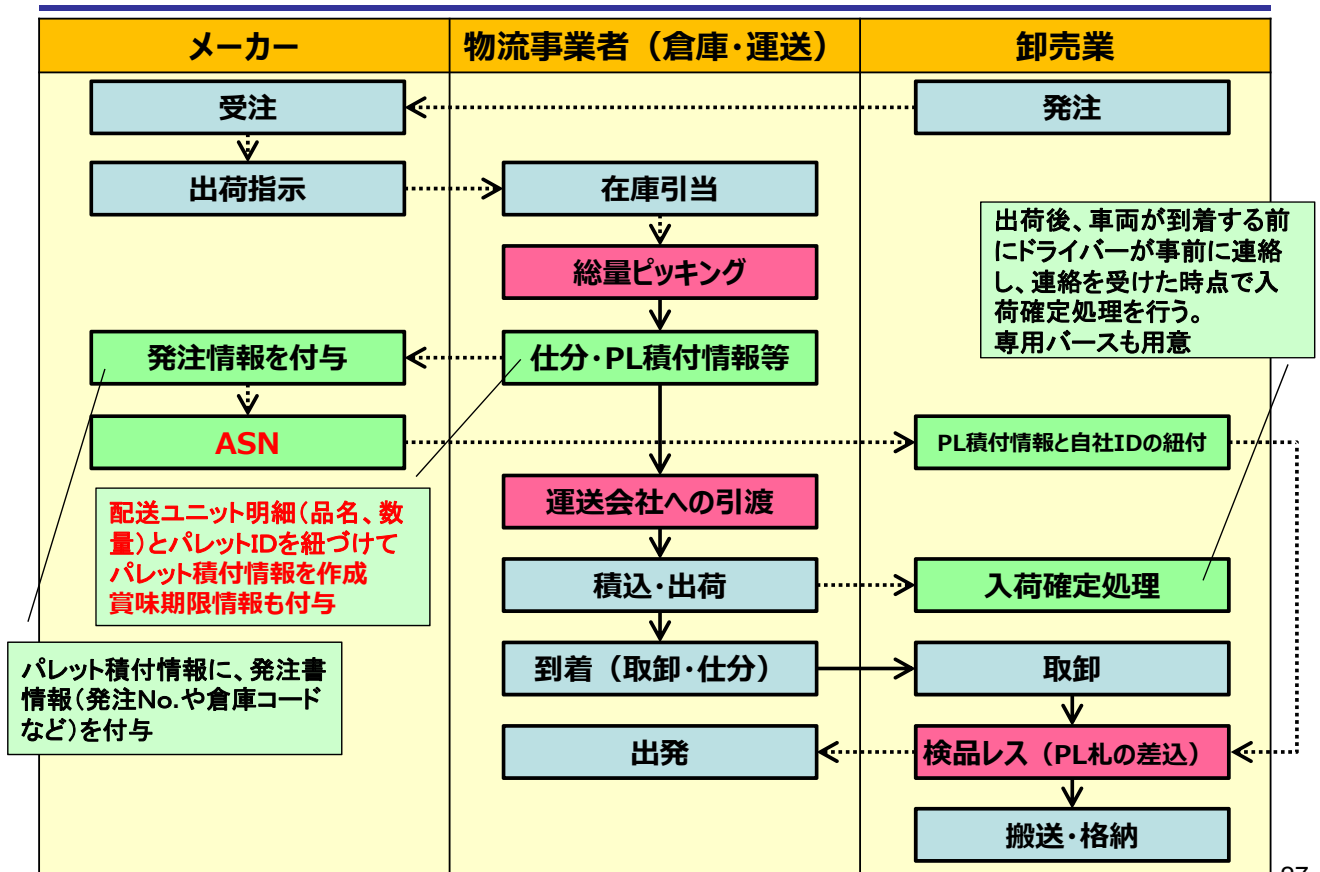 メーカー
物流事業者（倉庫・運送）
卸売業
受注
発注
出荷指示
在庫引当
出荷後、車両が到着する前
にドライバーが事前に連絡
し、連絡を受けた時点で入
荷確定処理を行う。
専用バースも用意
総量ピッキング
発注情報を付与
仕分・PL積付情報等
ASN
PL積付情報と自社IDの紐付
配送ユニット明細（品名、数
量）とパレットIDを紐づけて
パレット積付情報を作成
賞味期限情報も付与
運送会社への引渡
積込・出荷
入荷確定処理
パレット積付情報に、発注書
情報（発注No.や倉庫コード
など）を付与
到着（取卸・仕分）
取卸
出発
検品レス（PL札の差込）
搬送・格納